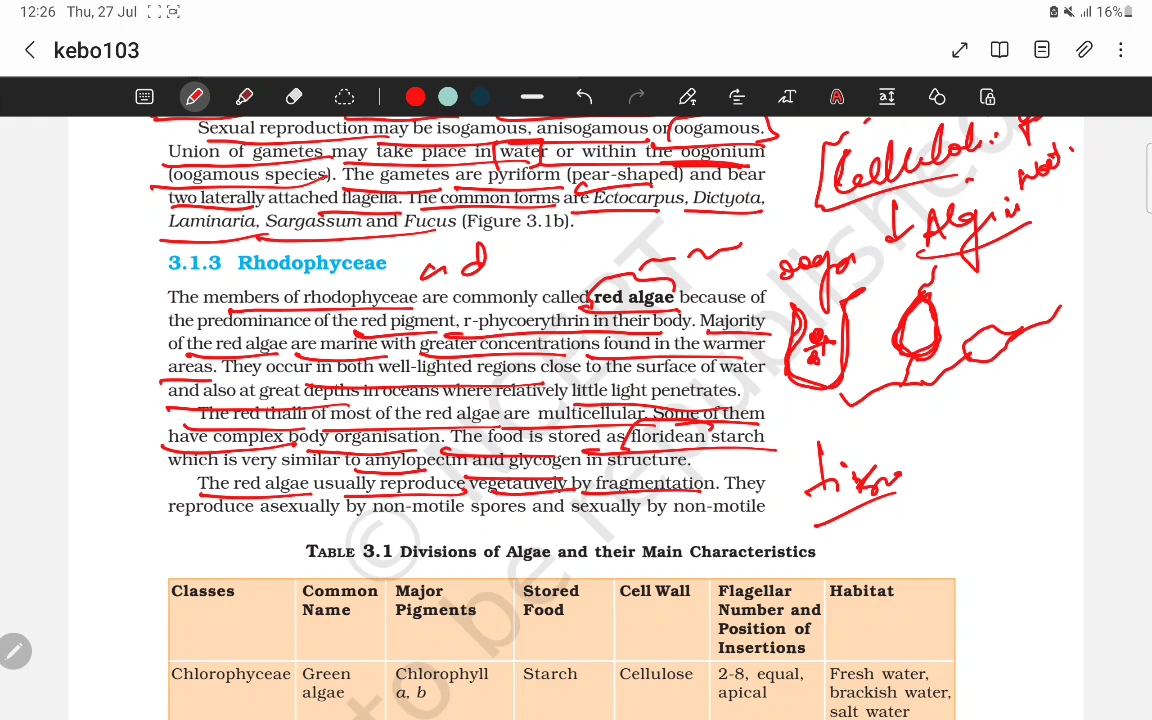 12:26 Thu, 27 Jul 16%
kebo103
Sexual reproduction may be isogamous, anisogamous or oogamous.
Union of gametes may take place in water or within the oogonium
(oogamous species). The gametes are pyriform (pear-shaped) and bear
two laterally attached flagella. The common forms are Ectocarpus, Dictyota,
Laminaria, Sargassum and Fucus (Figure 3.1b).
Cellulose
Algin
3.1.3 Rhodophyceae
a d
The members of rhodophyceae are commonly called red algae because of
the predominance of the red pigment, r-phycoerythrin in their body. Majority
of the red algae are marine with greater concentrations found in the warmer
areas. They occur in both well-lighted regions close to the surface of water
and also at great depths in oceans where relatively little light penetrates.
The red thalli of most of the red algae are multicellular. Some of them
have complex body organisation. The food is stored as floridean starch
which is very similar to amylopectin and glycogen in structure.
The red algae usually reproduce vegetatively by fragmentation. They
reproduce asexually by non-motile spores and sexually by non-motile
© NCERT
to be republished
TABLE 3.1 Divisions of Algae and their Main Characteristics
Classes Common Name Major Pigments Stored Food Cell Wall Flagellar Number and Position of Insertions Habitat
Chlorophyceae Green algae Chlorophyll a, b Starch Cellulose 2-8, equal, apical Fresh water, brackish water, salt water